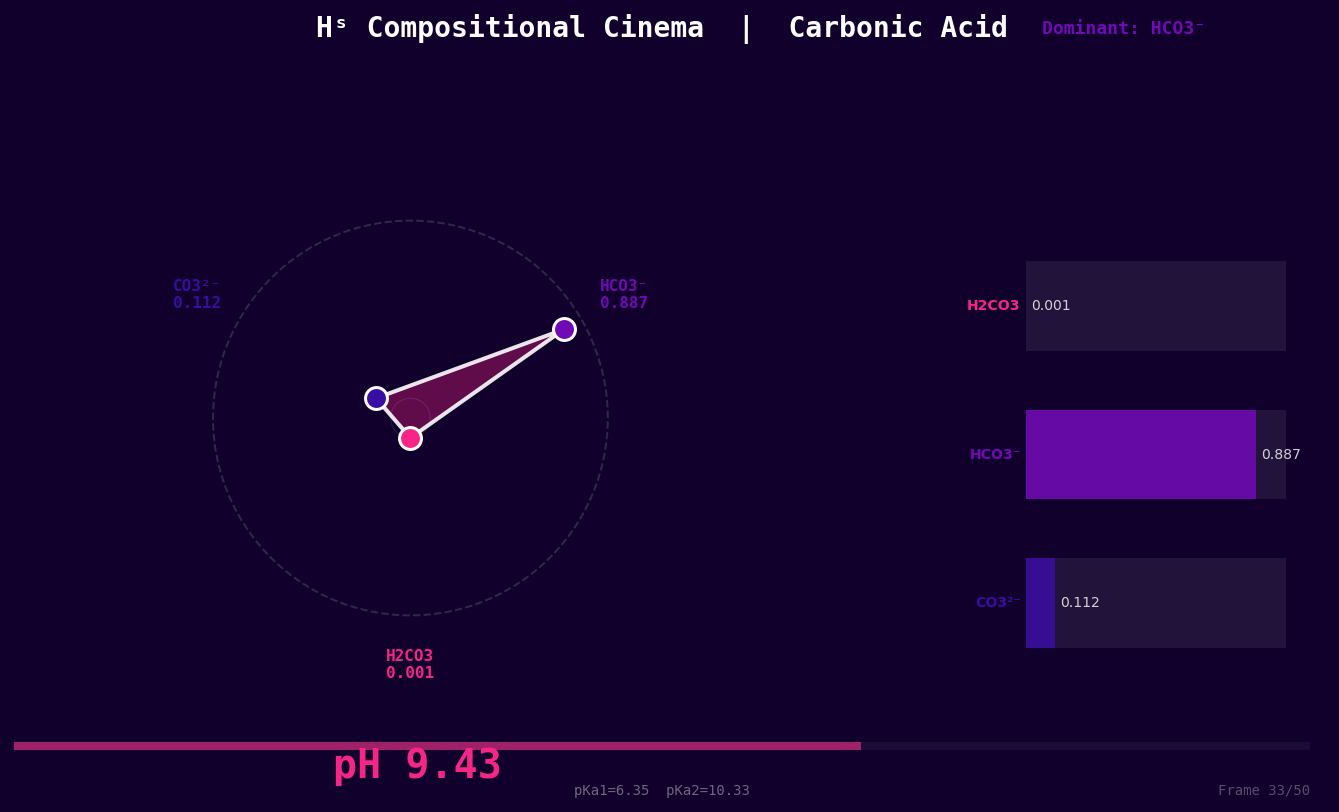 Hˢ Compositional Cinema | Carbonic Acid
Dominant: HCO3⁻
CO3²⁻
0.112
HCO3⁻
0.887
H2CO3
0.001
H2CO3 0.001
HCO3⁻ 0.887
CO3²⁻ 0.112
pH 9.43
pKa1=6.35 pKa2=10.33
Frame 33/50